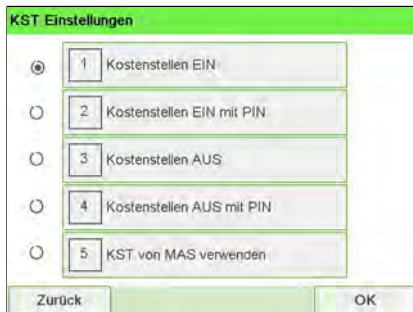 KST Einstellungen
1 Kostenstellen EIN
2 Kostenstellen EIN mit PIN
3 Kostenstellen AUS
4 Kostenstellen AUS mit PIN
5 KST von MAS verwenden
Zurück OK